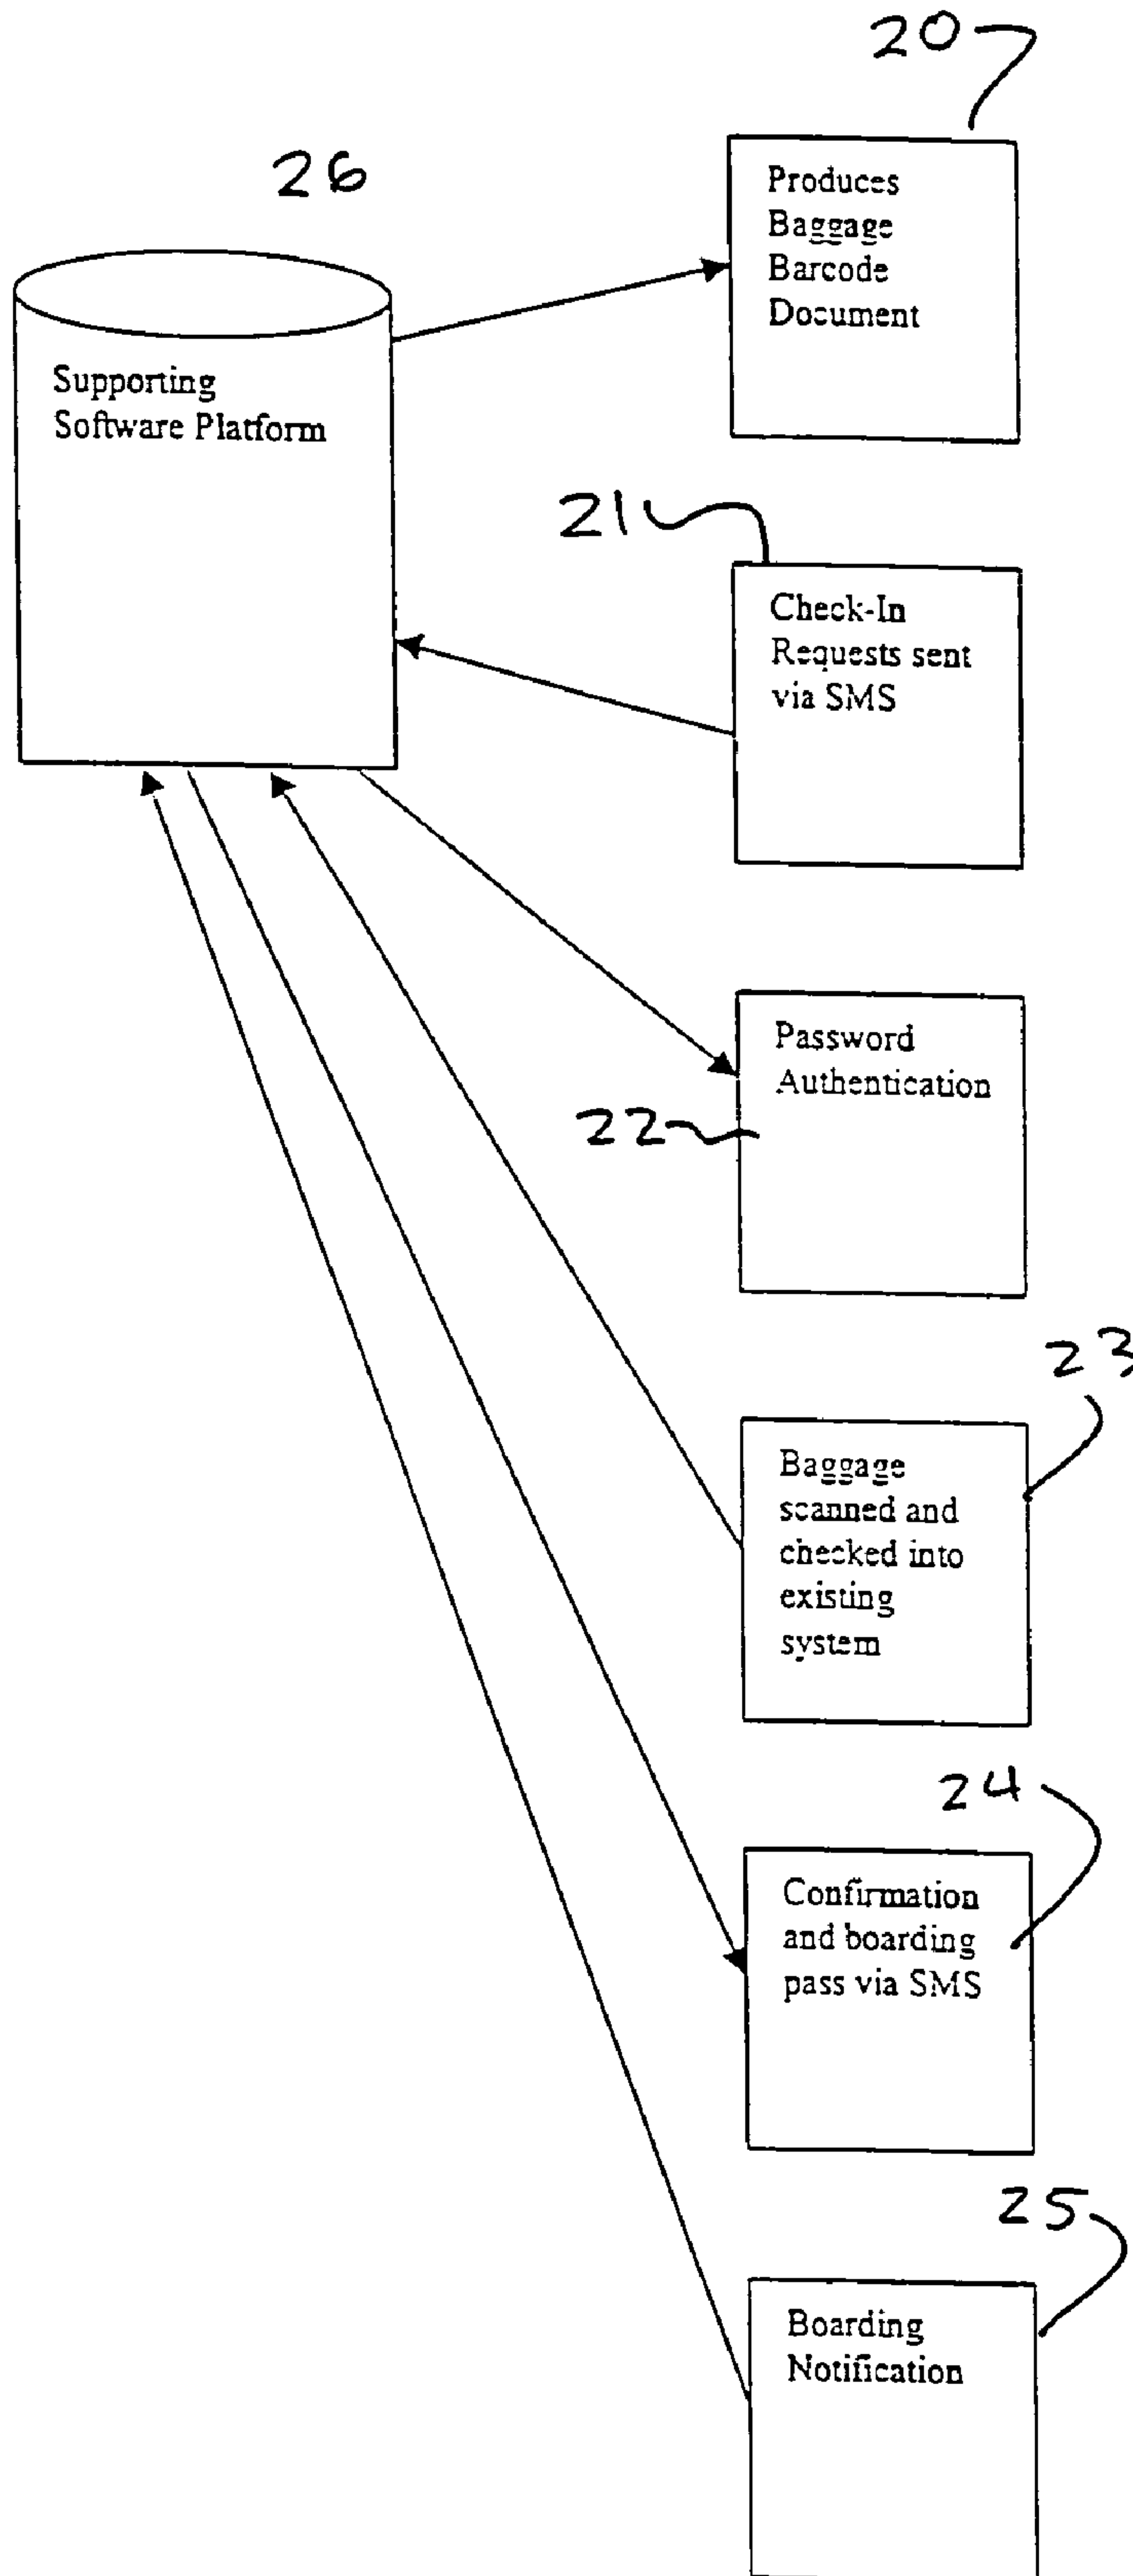 20
26
Produces
Baggage
Barcode
Document
Supporting
Software Platform
21
Check-In
Requests sent
via SMS
Password
Authentication
22
23
Baggage
scanned and
checked into
existing
system
24
Confirmation
and boarding
pass via SMS
25
Boarding
Notification